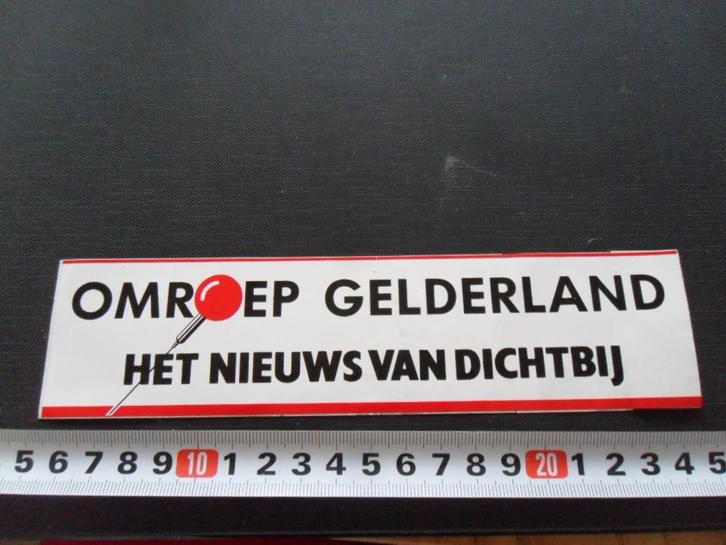 OMROEP GELDERLAND
HET NIEUWS VAN DICHTBIJ
5 6 7 8 9 10 1 2 3 4 5 6 7 8 9 20 1 2 3 4 5